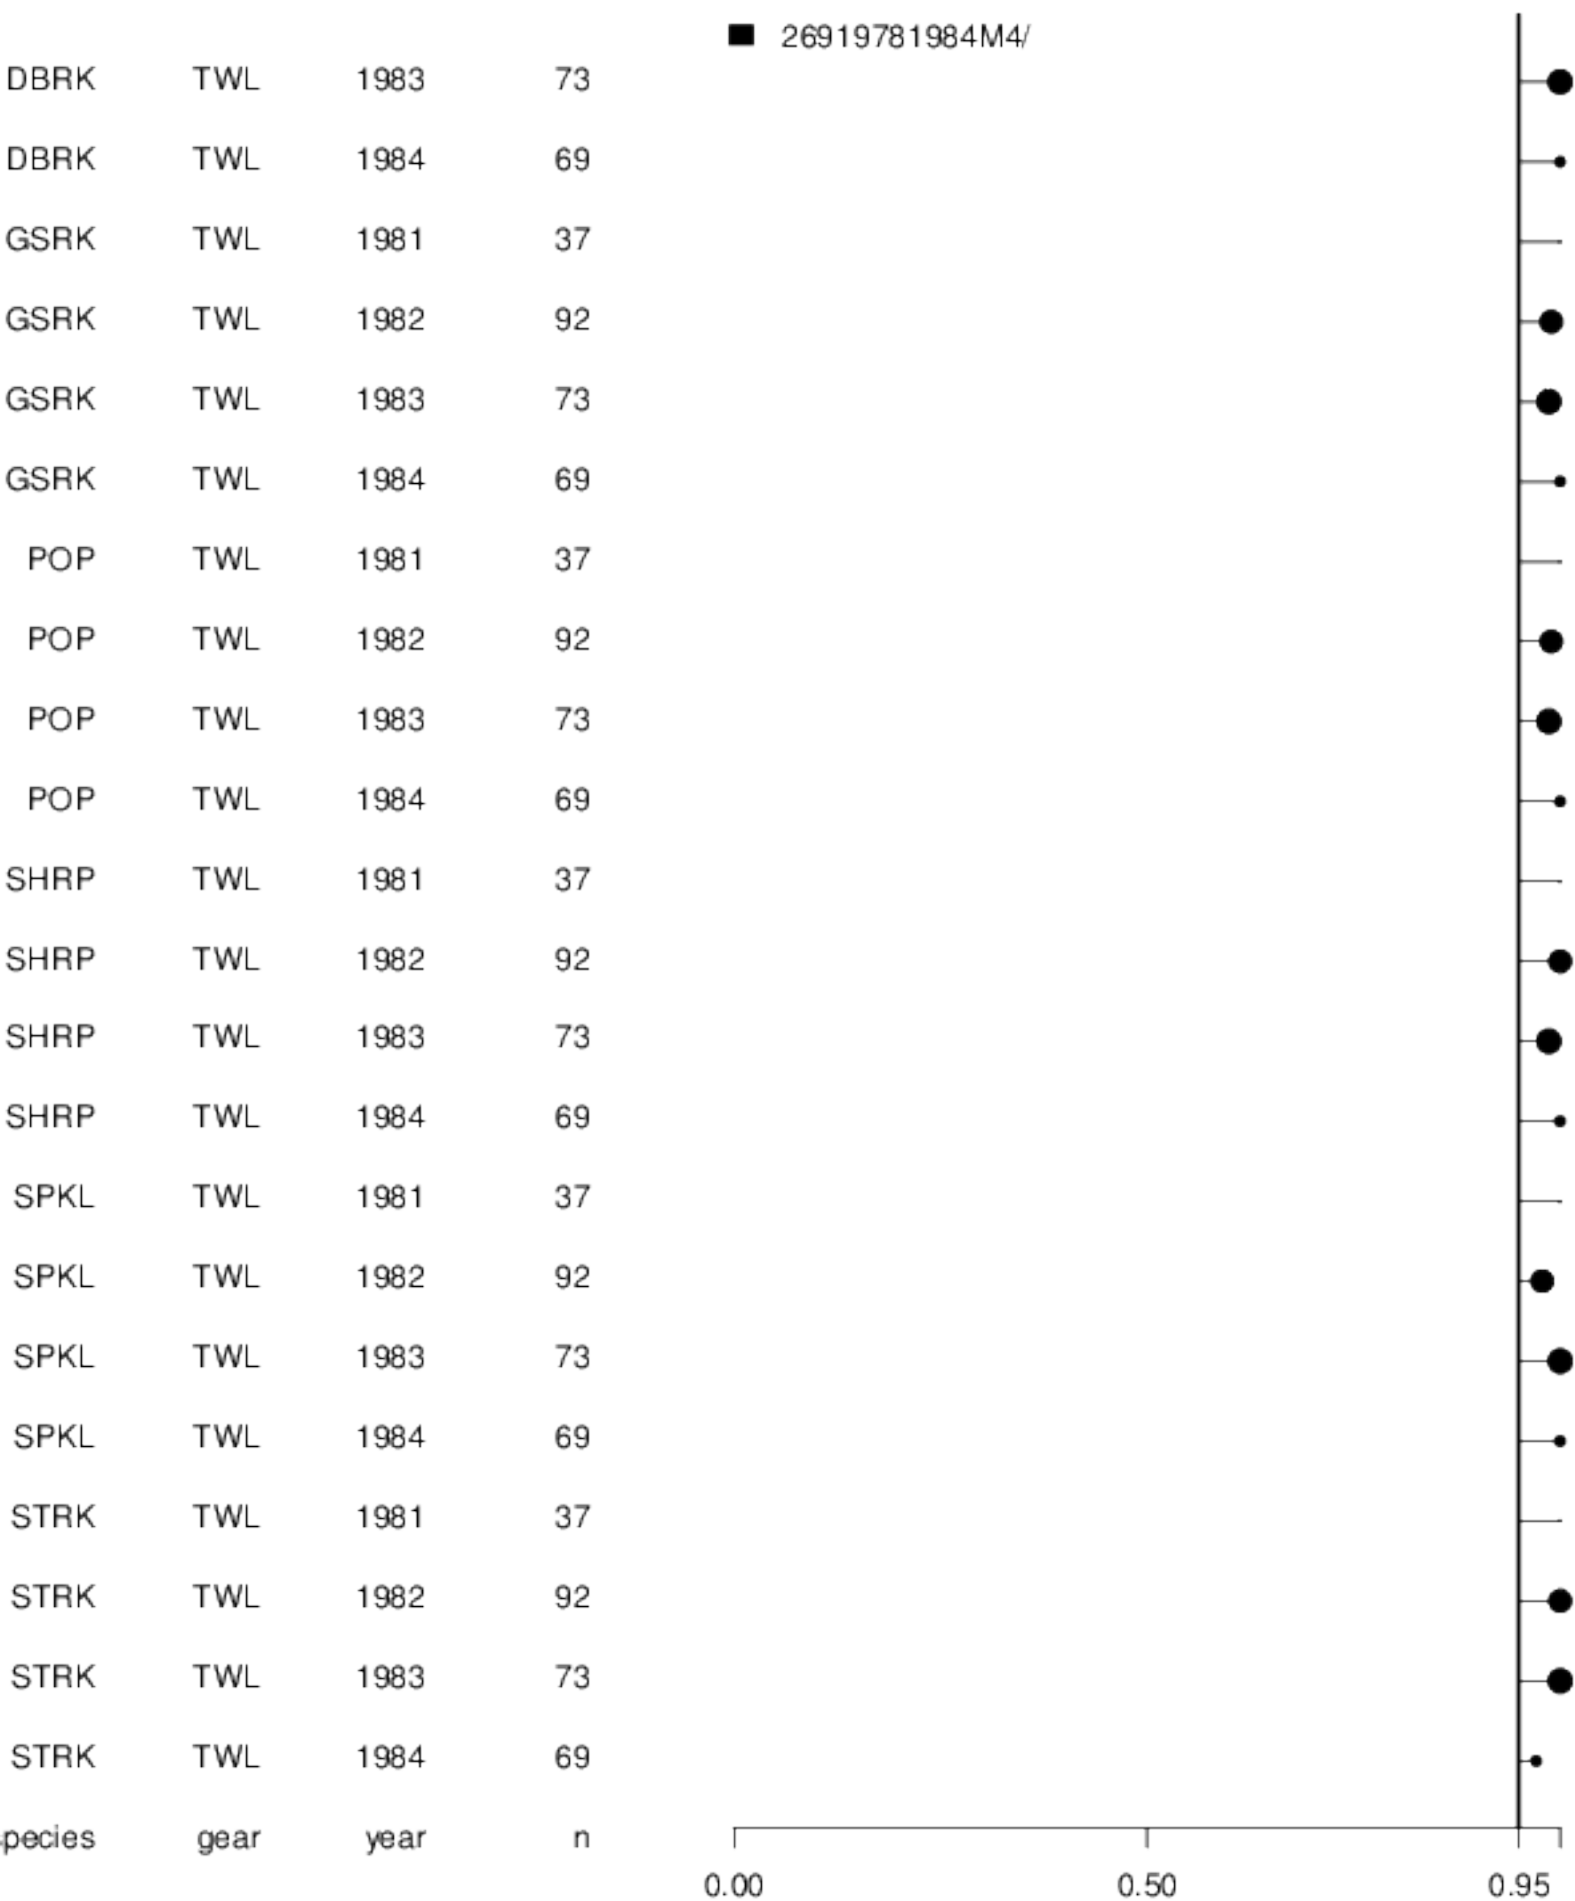 26919781984M4/
DBRK TWL 1983 73
DBRK TWL 1984 69
GSRK TWL 1981 37
GSRK TWL 1982 92
GSRK TWL 1983 73
GSRK TWL 1984 69
POP TWL 1981 37
POP TWL 1982 92
POP TWL 1983 73
POP TWL 1984 69
SHRP TWL 1981 37
SHRP TWL 1982 92
SHRP TWL 1983 73
SHRP TWL 1984 69
SPKL TWL 1981 37
SPKL TWL 1982 92
SPKL TWL 1983 73
SPKL TWL 1984 69
STRK TWL 1981 37
STRK TWL 1982 92
STRK TWL 1983 73
STRK TWL 1984 69
pecies gear year n
0.00 0.50 0.95